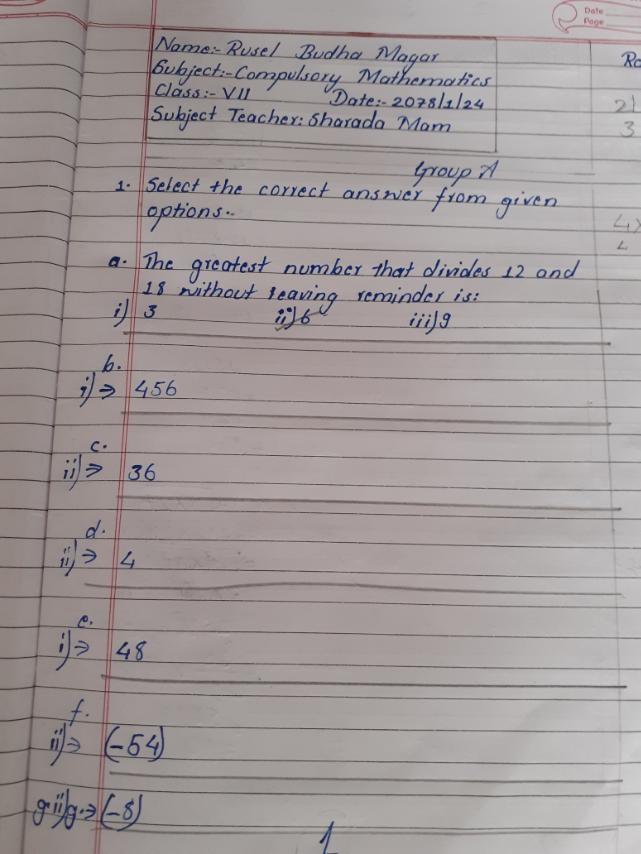 Date
Page
Name:- Rusel Budha Magar
Subject:- Compulsory Mathematics
Class:- VII Date:- 2078/1/24
Subject Teacher: Sharada Mam
Group A
1. Select the correct answer from given
options..
a. The greatest number that divides 12 and
18 without leaving reminder is:
i) 3 ii) 6 iii) 9
b.
i) ⇒ 456
c.
ii) ⇒ 36
d.
ii) ⇒ 4
e.
i) ⇒ 48
f.
ii) ⇒ (-54)
g ii) g. ⇒ (-8)
1
Ro
2)
3
4